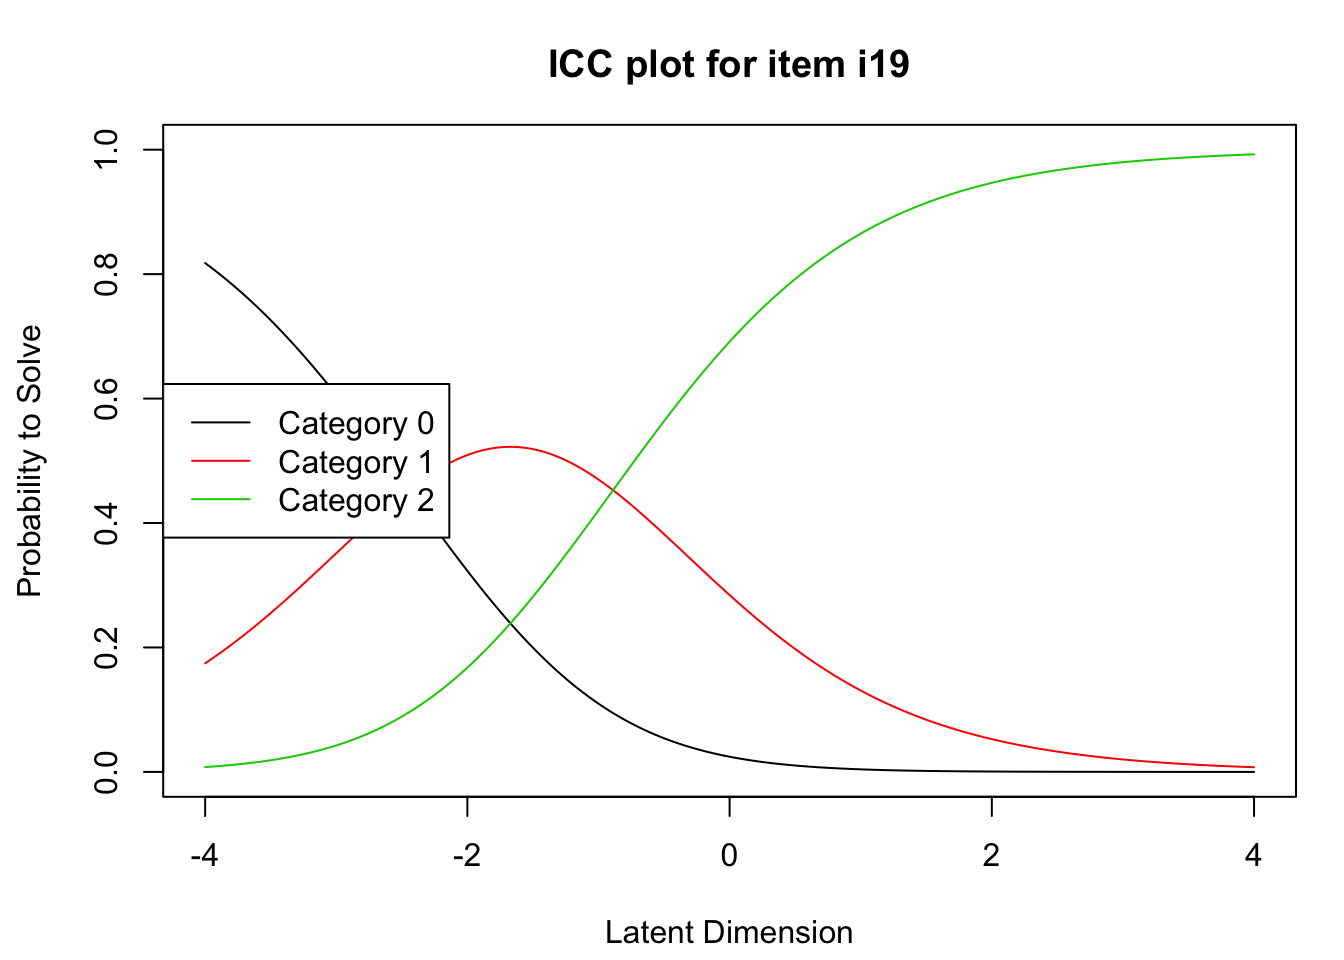 ICC plot for item i19
1.0
0.8
0.6
0.4
0.2
0.0
Probability to Solve
Category 0
Category 1
Category 2
-4 -2 0 2 4
Latent Dimension